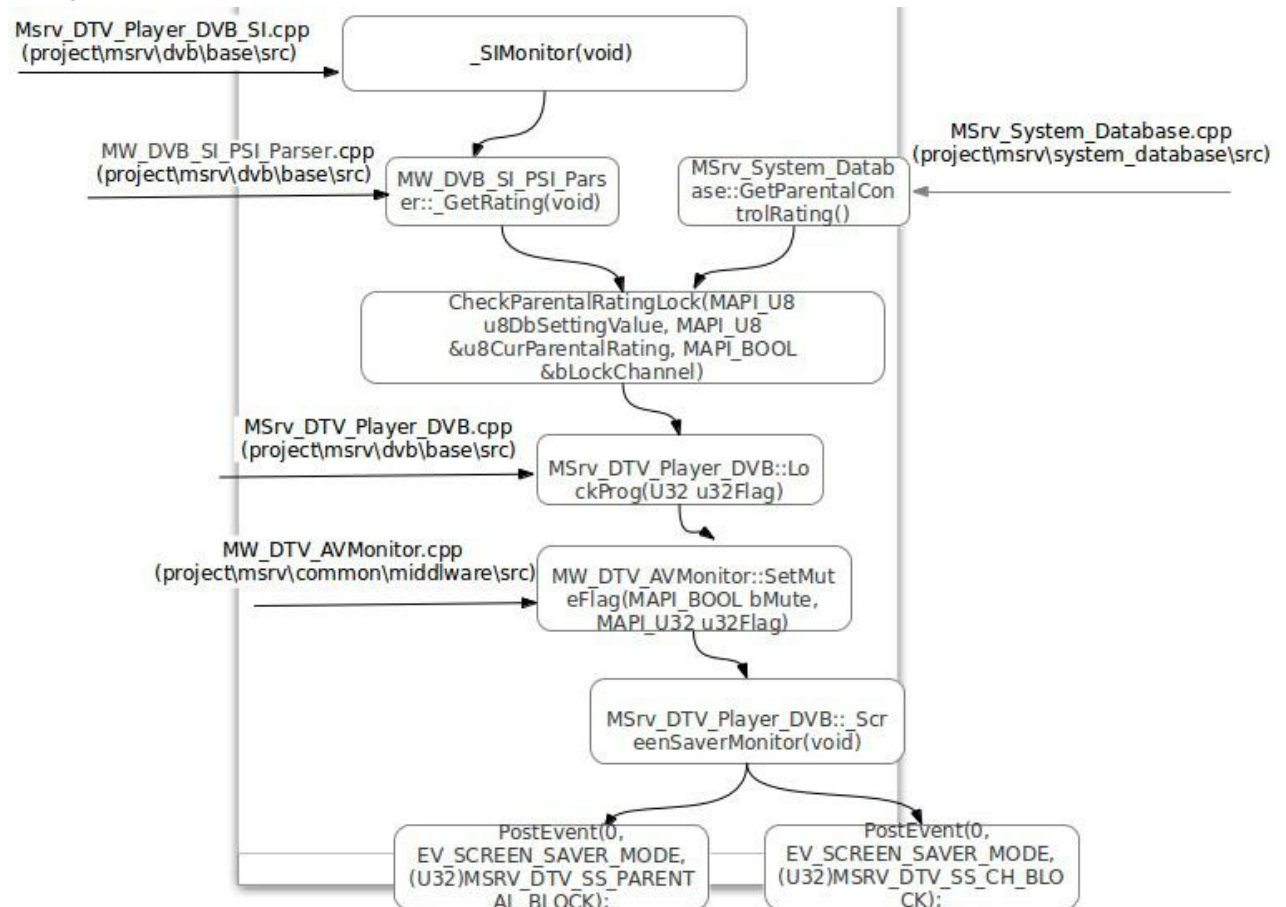 Msrv_DTV_Player_DVB_SI.cpp
(project\msrv\dvb\base\src)
_SIMonitor(void)
MW_DVB_SI_PSI_Parser.cpp
(project\msrv\dvb\base\src)
MW_DVB_SI_PSI_Pars
er::_GetRating(void)
MSrv_System_Datab
ase::GetParentalCon
trolRating()
MSrv_System_Database.cpp
(project\msrv\system_database\src)
CheckParentalRatingLock(MAPI_U8
u8DbSettingValue, MAPI_U8
&u8CurParentalRating, MAPI_BOOL
&bLockChannel)
MSrv_DTV_Player_DVB.cpp
(project\msrv\dvb\base\src)
MSrv_DTV_Player_DVB::Lo
ckProg(U32 u32Flag)
MW_DTV_AVMonitor.cpp
(project\msrv\common\middlware\src)
MW_DTV_AVMonitor::SetMut
eFlag(MAPI_BOOL bMute,
MAPI_U32 u32Flag)
MSrv_DTV_Player_DVB::_Scr
eenSaverMonitor(void)
PostEvent(0,
EV_SCREEN_SAVER_MODE,
(U32)MSRV_DTV_SS_PARENT
AL_BLOCK);
PostEvent(0,
EV_SCREEN_SAVER_MODE,
(U32)MSRV_DTV_SS_CH_BLO
CK);